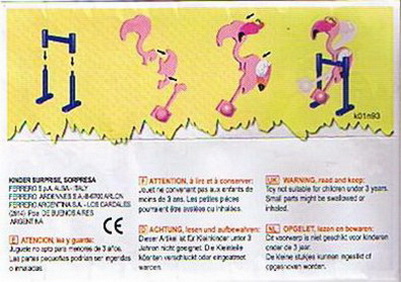 k01n93
KINDER SURPRISE, SORPRESA
FERRERO S.p.A. ALBA - ITALY
FERRERO ARDENNES S.A. 6700 ARLON
FERRERO ARGENTINA S.A. - LOS CARDALES
(2814) Pcia. DE BUENOS AIRES
ARGENTINA
CE
E ATENCION, lea y guarde:
Juguete no apto para menores de 3 años.
Las partes pequeñas podrían ser ingeridas
o inhaladas.
F ATTENTION, à lire et à conserver:
Jouet ne convenant pas aux enfants de
moins de 3 ans. Les petites pièces
pourraient être avalées ou inhalées.
D ACHTUNG, lesen und aufbewahren:
Dieser Artikel ist für Kleinkinder unter 3
Jahren nicht geeignet. Die Kleinteile
könnten verschluckt oder eingeatmet
werden.
UK WARNING, read and keep:
Toy not suitable for children under 3 years.
Small parts might be swallowed or
inhaled.
NL OPGELET, lezen en bewaren:
Dit voorwerp is niet geschikt voor kinderen
onder de 3 jaar.
De kleine stukjes kunnen ingeslikt of
opgesnoven worden.